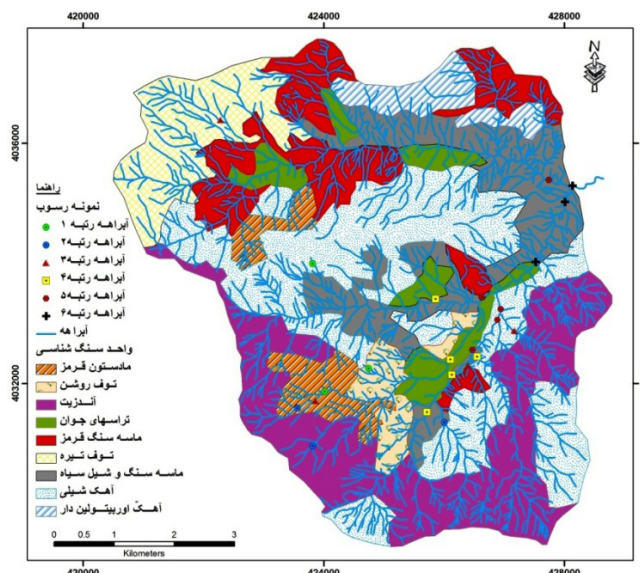 420000 424000 428000
N
4036000
4032000
راهنما
نمونه رسوب
آبراهه رتبه ۱
آبراهه رتبه ۲
آبراهه رتبه ۳
آبراهه رتبه ۴
آبراهه رتبه ۵
آبراهه رتبه ۶
آبراهه
واحد سنگ شناسی
مادستون قرمز
توف روشن
آندزیت
تراسهای جوان
ماسه سنگ قرمز
توف تیره
ماسه سنگ و شیل سیاه
آهک شیلی
آهک اوربیتولین دار
0 0.5 1 2 3
Kilometers
420000 424000 428000